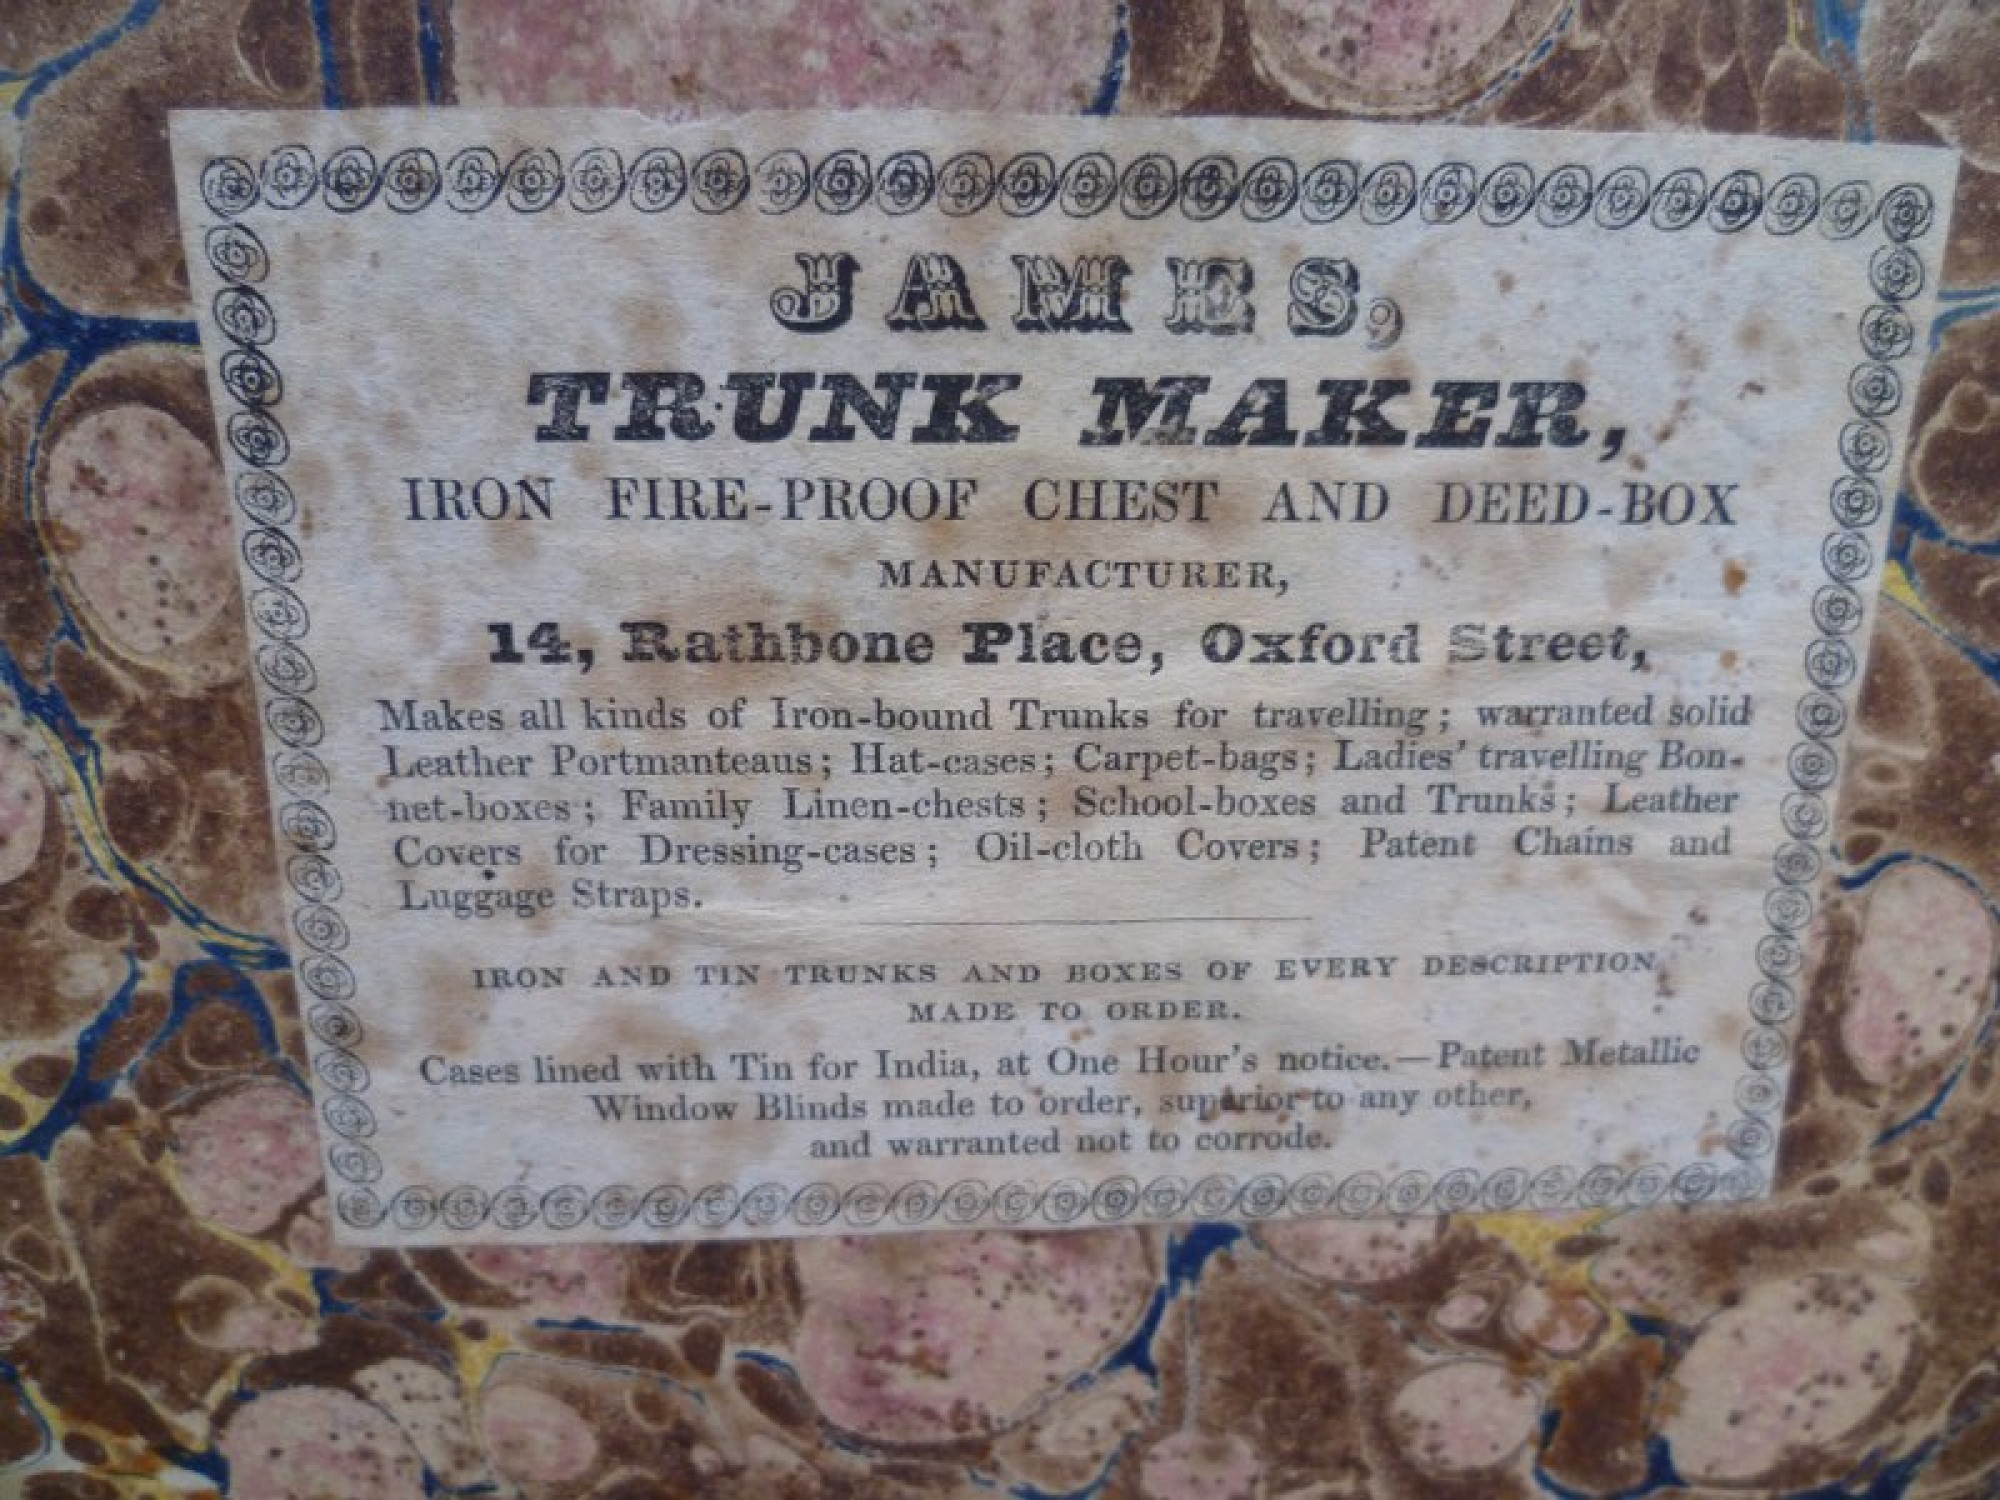 JAMES,
TRUNK MAKER,
IRON FIRE-PROOF CHEST AND DEED-BOX
MANUFACTURER,
14, Rathbone Place, Oxford Street,
Makes all kinds of Iron-bound Trunks for travelling; warranted solid
Leather Portmanteaus; Hat-cases; Carpet-bags; Ladies' travelling Bon-
net-boxes; Family Linen-chests; School-boxes and Trunks; Leather
Covers for Dressing-cases; Oil-cloth Covers; Patent Chains and
Luggage Straps.
IRON AND TIN TRUNKS AND BOXES OF EVERY DESCRIPTION
MADE TO ORDER.
Cases lined with Tin for India, at One Hour's notice.—Patent Metallic
Window Blinds made to order, superior to any other,
and warranted not to corrode.